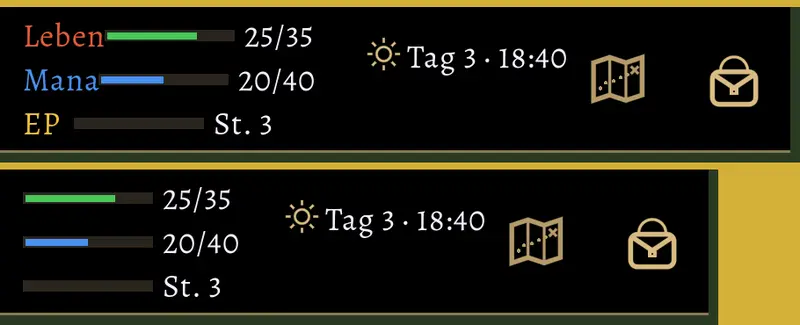 Leben 25/35
Mana 20/40
EP St. 3
Tag 3 · 18:40
25/35
20/40
St. 3
Tag 3 · 18:40